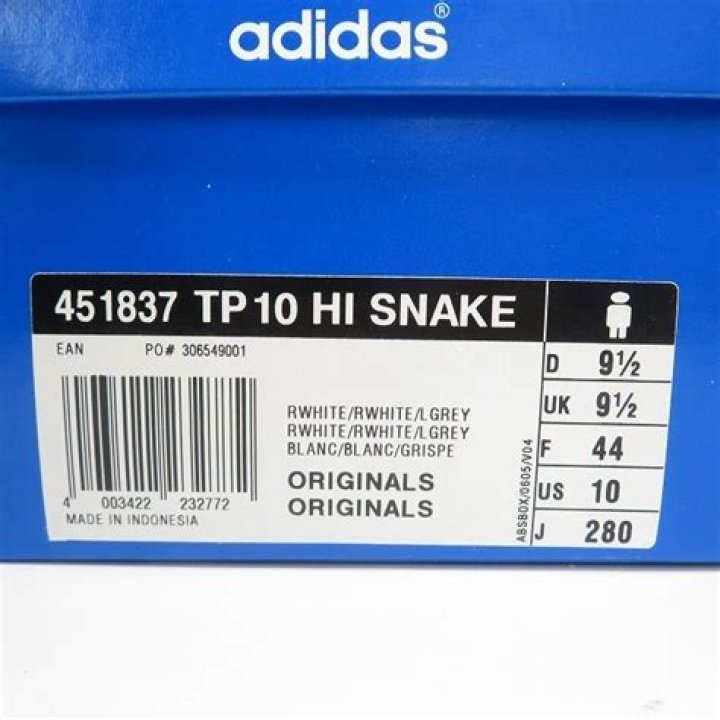 adidas®
451837 TP10 HI SNAKE
EAN PO# 306549001
RWHITE/RWHITE/LGREY
RWHITE/RWHITE/LGREY
BLANC/BLANC/GRISPE
ORIGINALS
ORIGINALS
4 003422 232772
MADE IN INDONESIA
ABSBOX/0605/V04
D 9½
UK 9½
F 44
US 10
J 280